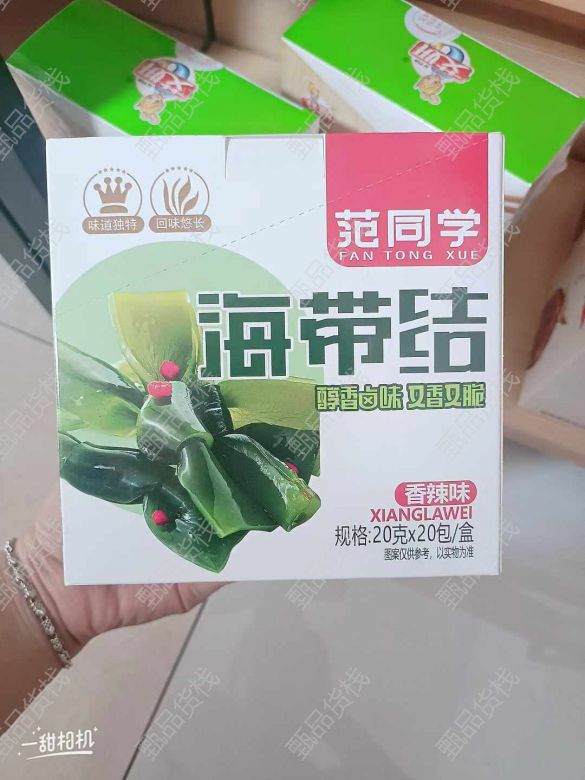 味道独特
回味悠长
范同学
FAN TONG XUE
海带结
醇香卤味 又香又脆
香辣味
XIANGLAWEI
规格:20克x20包/盒
图案仅供参考，以实物为准
甄品货栈
一甜相机